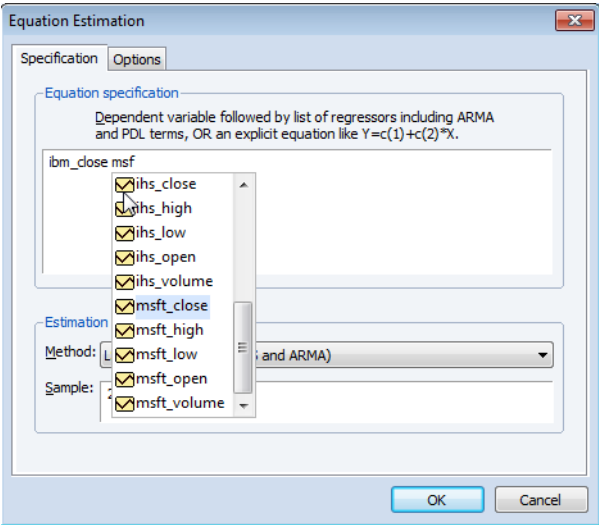 Equation Estimation
Specification
Options
Equation specification
Dependent variable followed by list of regressors including ARMA
and PDL terms, OR an explicit equation like Y=c(1)+c(2)*X.
ibm_close msf
ihs_close
ihs_high
ihs_low
ihs_open
ihs_volume
msft_close
msft_high
msft_low
msft_open
msft_volume
Estimation
Method:
and ARMA)
Sample:
OK
Cancel